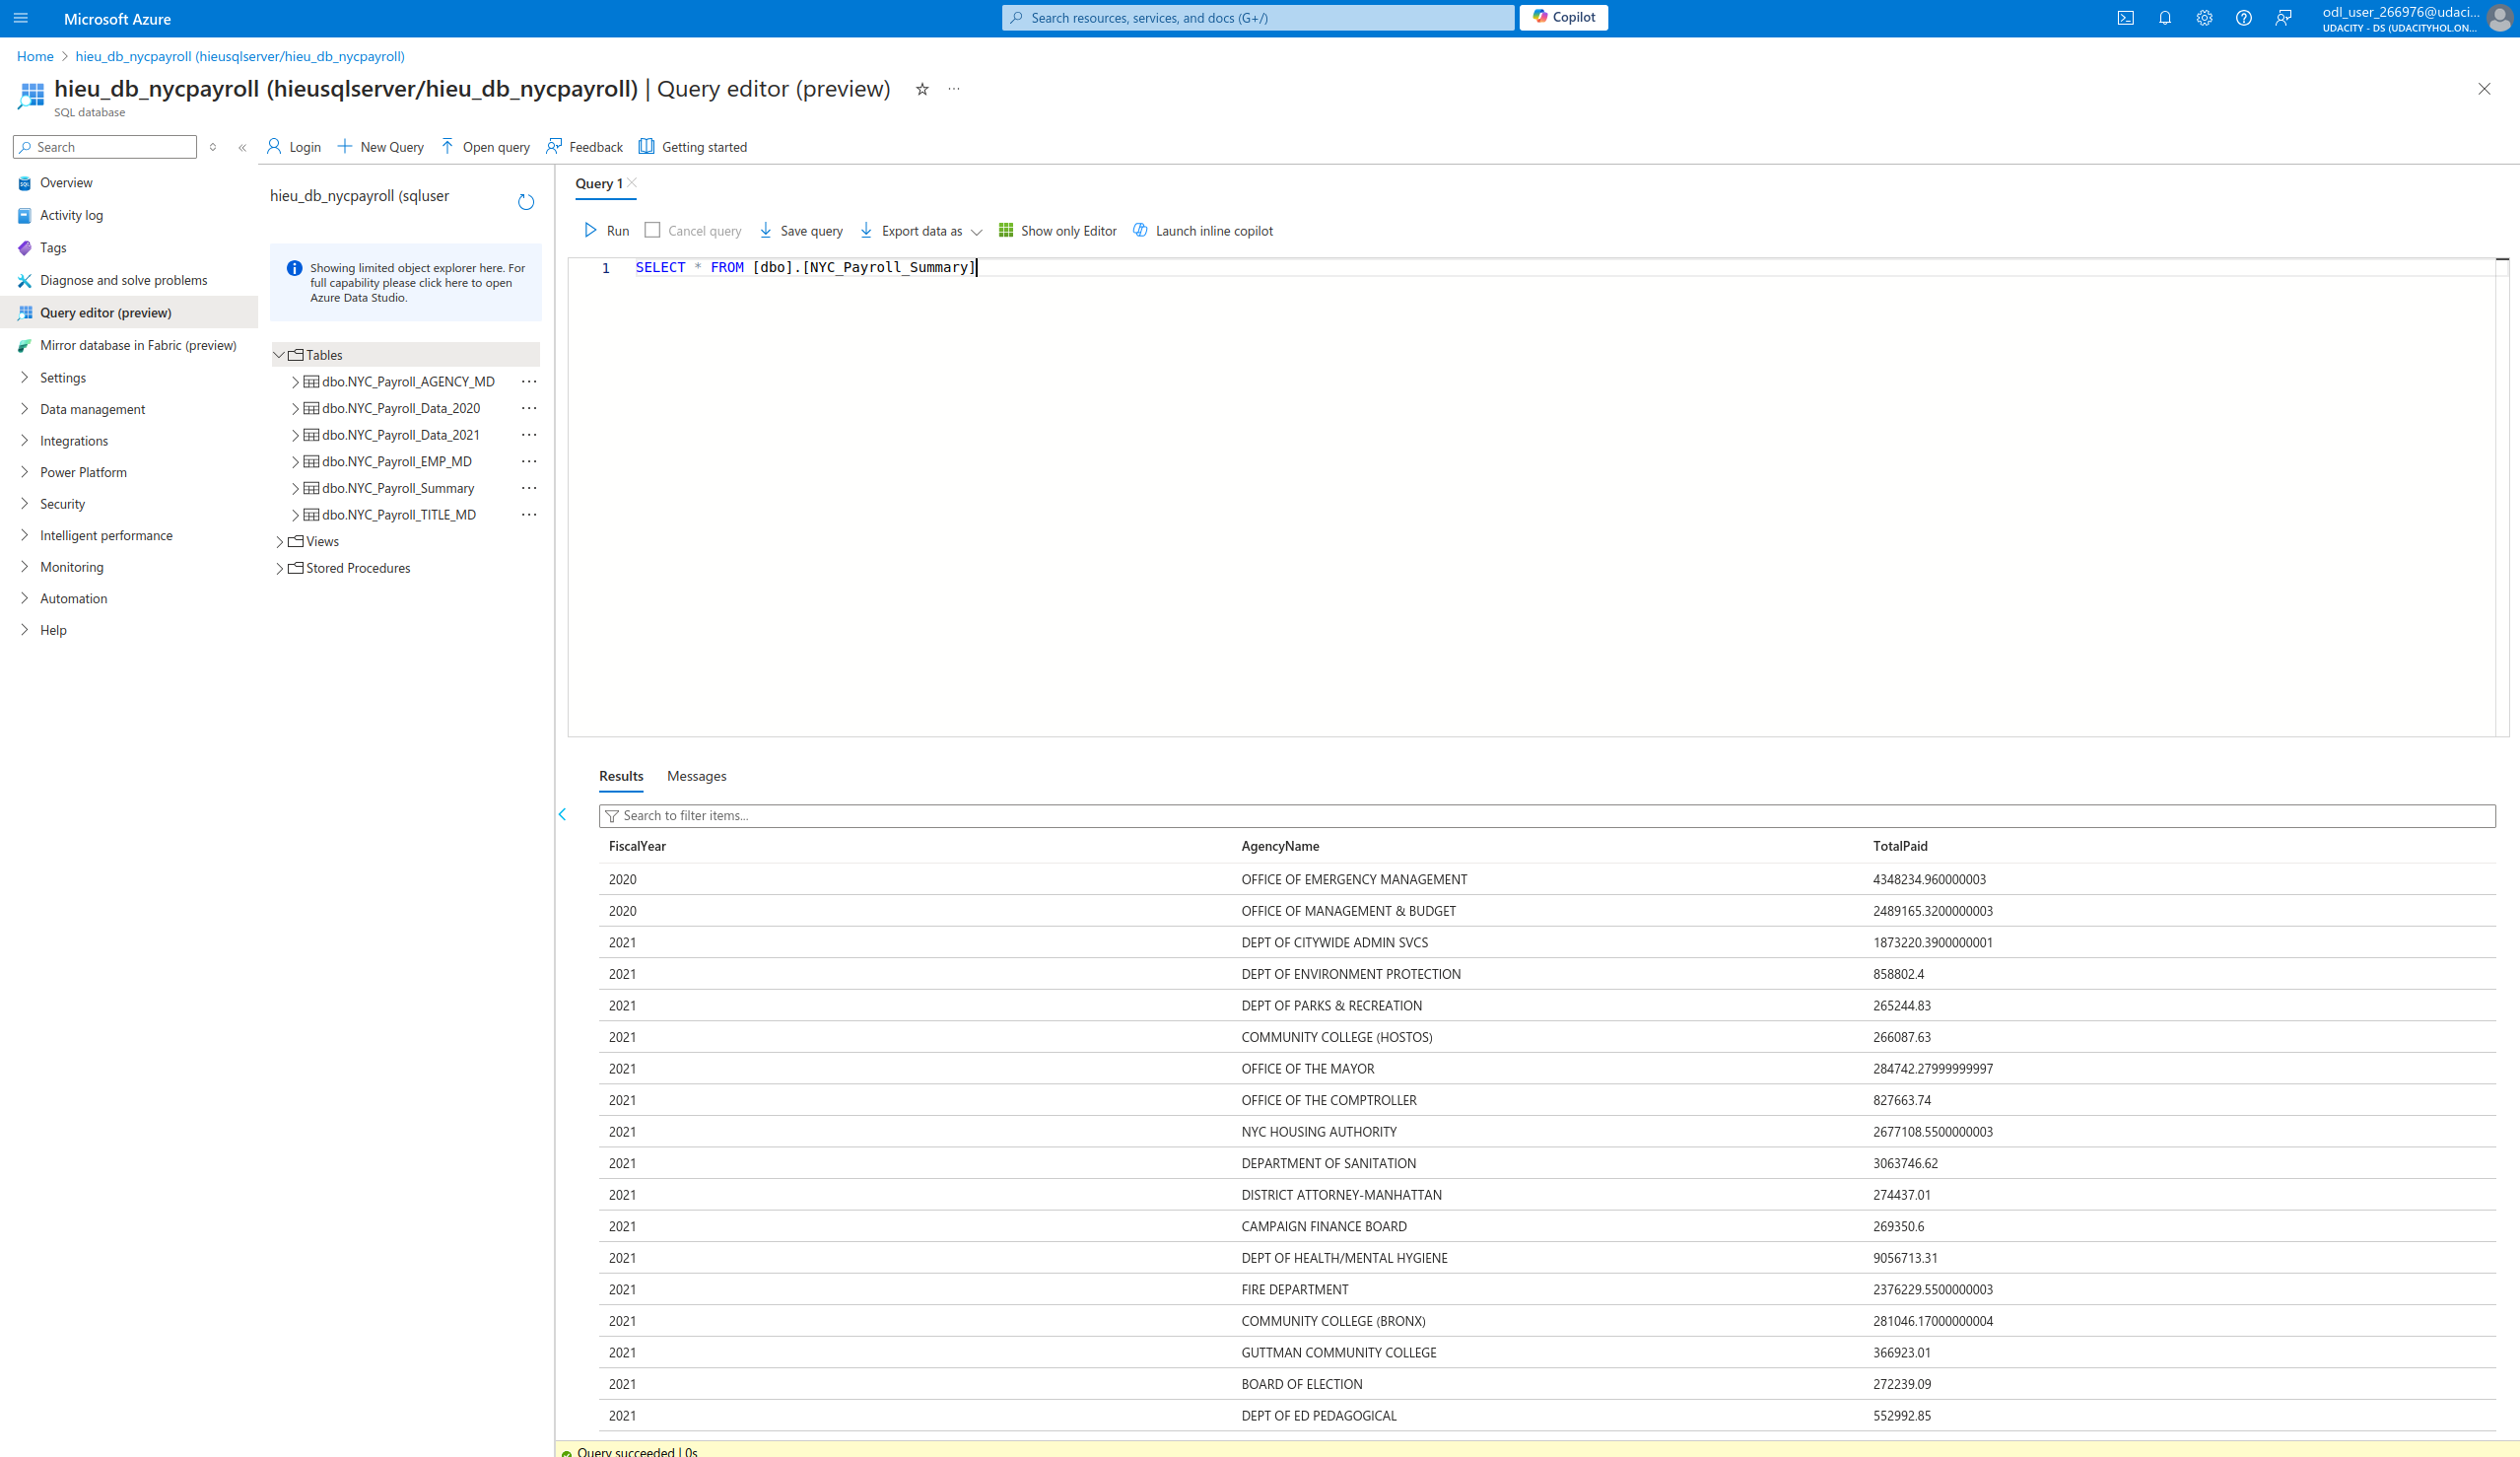 Microsoft Azure
Search resources, services, and docs (G+/)
Copilot
odl_user_266976@udaci...
UDACITY - DS (UDACITYHOL.ON...
Home > hieu_db_nycpayroll (hieusqlserver/hieu_db_nycpayroll)
hieu_db_nycpayroll (hieusqlserver/hieu_db_nycpayroll) | Query editor (preview)
SQL database
Search
Login
New Query
Open query
Feedback
Getting started
Overview
Activity log
Tags
Diagnose and solve problems
Query editor (preview)
Mirror database in Fabric (preview)
Settings
Data management
Integrations
Power Platform
Security
Intelligent performance
Monitoring
Automation
Help
hieu_db_nycpayroll (sqluser
Showing limited object explorer here. For
full capability please click here to open
Azure Data Studio.
Tables
dbo.NYC_Payroll_AGENCY_MD
dbo.NYC_Payroll_Data_2020
dbo.NYC_Payroll_Data_2021
dbo.NYC_Payroll_EMP_MD
dbo.NYC_Payroll_Summary
dbo.NYC_Payroll_TITLE_MD
Views
Stored Procedures
Query 1
Run
Cancel query
Save query
Export data as
Show only Editor
Launch inline copilot
1 SELECT * FROM [dbo].[NYC_Payroll_Summary]
Results
Messages
Search to filter items...
FiscalYear AgencyName TotalPaid
2020 OFFICE OF EMERGENCY MANAGEMENT 4348234.960000003
2020 OFFICE OF MANAGEMENT & BUDGET 2489165.3200000003
2021 DEPT OF CITYWIDE ADMIN SVCS 1873220.3900000001
2021 DEPT OF ENVIRONMENT PROTECTION 858802.4
2021 DEPT OF PARKS & RECREATION 265244.83
2021 COMMUNITY COLLEGE (HOSTOS) 266087.63
2021 OFFICE OF THE MAYOR 284742.27999999997
2021 OFFICE OF THE COMPTROLLER 827663.74
2021 NYC HOUSING AUTHORITY 2677108.5500000003
2021 DEPARTMENT OF SANITATION 3063746.62
2021 DISTRICT ATTORNEY-MANHATTAN 274437.01
2021 CAMPAIGN FINANCE BOARD 269350.6
2021 DEPT OF HEALTH/MENTAL HYGIENE 9056713.31
2021 FIRE DEPARTMENT 2376229.5500000003
2021 COMMUNITY COLLEGE (BRONX) 281046.17000000004
2021 GUTTMAN COMMUNITY COLLEGE 366923.01
2021 BOARD OF ELECTION 272239.09
2021 DEPT OF ED PEDAGOGICAL 552992.85
Query succeeded | 0s